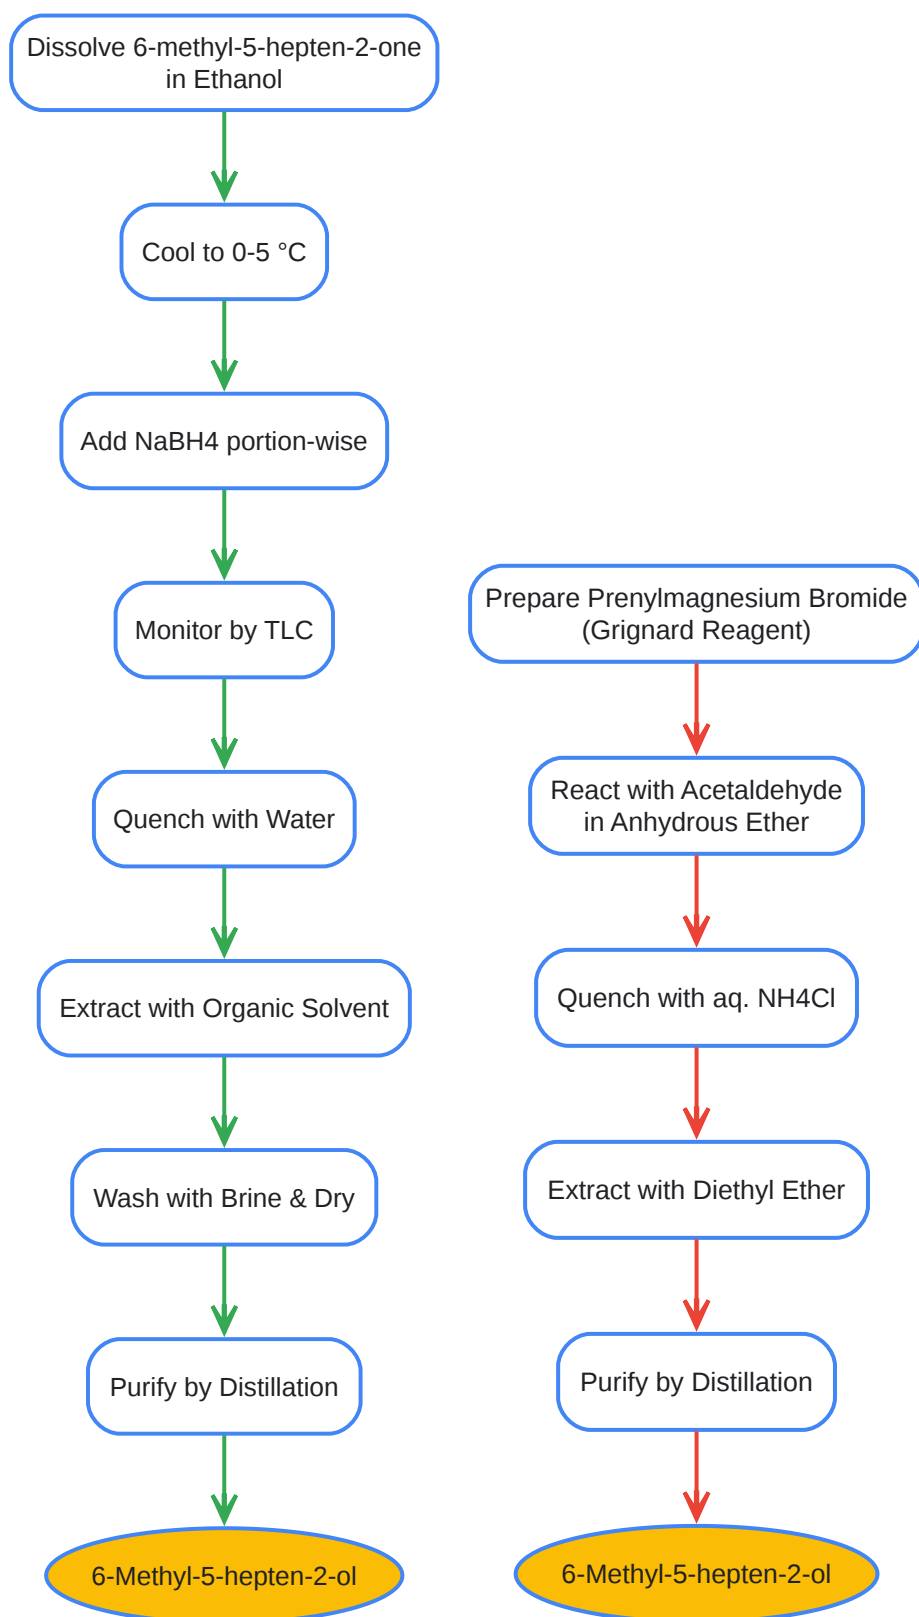 Dissolve 6-methyl-5-hepten-2-one
in Ethanol
Cool to 0-5 °C
Add NaBH4 portion-wise
Monitor by TLC
Quench with Water
Extract with Organic Solvent
Wash with Brine & Dry
Purify by Distillation
6-Methyl-5-hepten-2-ol
Prepare Prenylmagnesium Bromide
(Grignard Reagent)
React with Acetaldehyde
in Anhydrous Ether
Quench with aq. NH4Cl
Extract with Diethyl Ether
Purify by Distillation
6-Methyl-5-hepten-2-ol